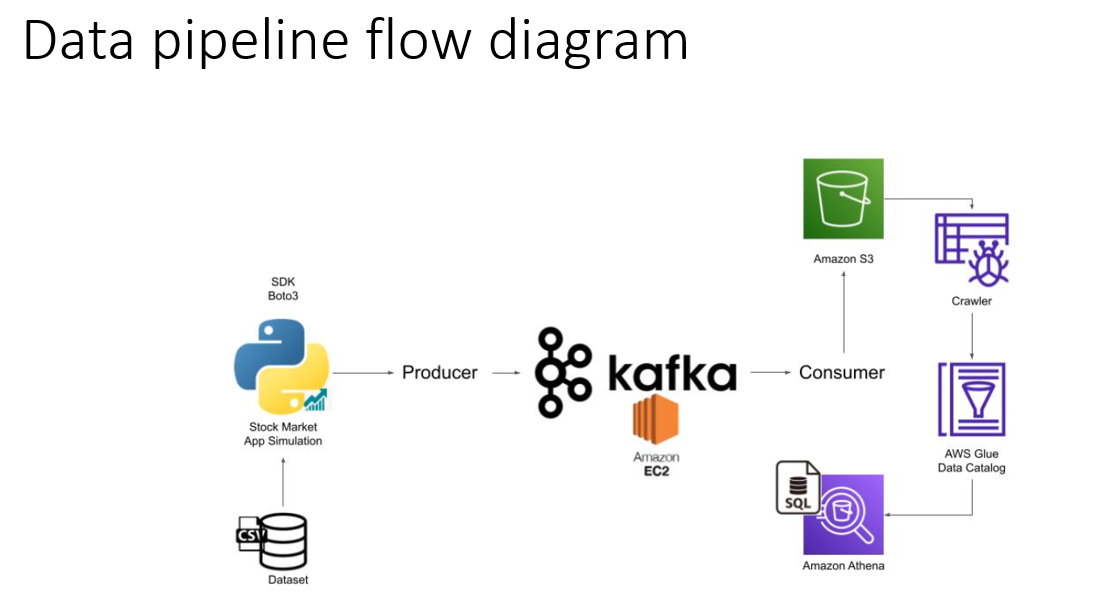 Data pipeline flow diagram
SDK
Boto3
Stock Market
App Simulation
CSV
Dataset
Producer
kafka
Amazon
EC2
Consumer
Amazon S3
Crawler
AWS Glue
Data Catalog
SQL
Amazon Athena